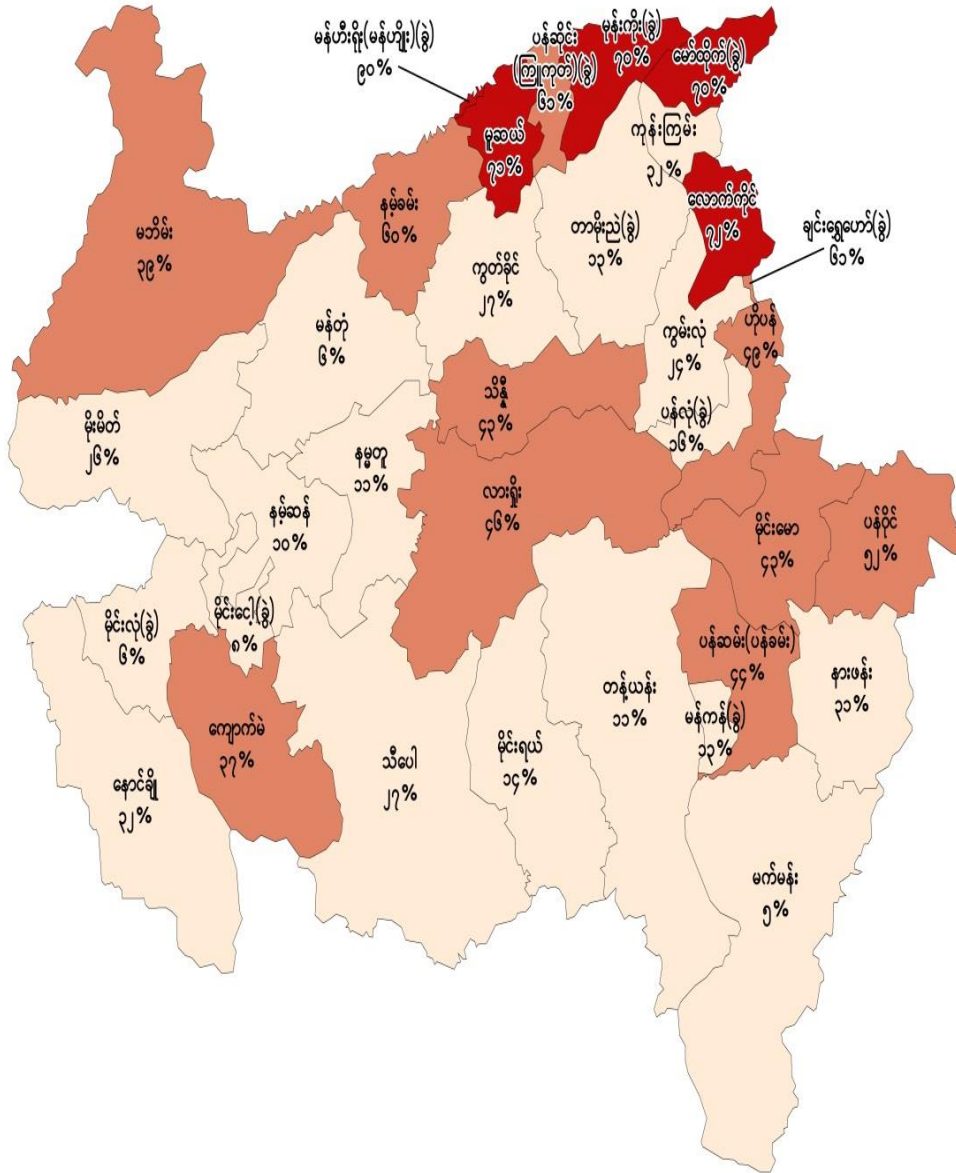 မန်ဟီးရိုး(မန်ဟျိုး)(ခွဲ)
၉၀%
ပန်ဆိုင်း
(ကြူကုတ်)(ခွဲ)
၆၁%
မုန်းကိုး(ခွဲ)
၇၀%
မော်ထိုက်(ခွဲ)
၇၀%
မူဆယ်
၇၁%
ကုန်းကြမ်း
၃၂%
လောက်ကိုင်
၇၂%
ချင်းရွှေဟော်(ခွဲ)
၆၁%
မဘိမ်း
၃၉%
နမ့်ခမ်း
၆၀%
တာမိုးညဲ(ခွဲ)
၁၃%
ကွတ်ခိုင်
၂၇%
မန်တုံ
၆%
ကွမ်းလုံ
၂၄%
ဟိုပန်
၄၉%
သိန္နီ
၄၃%
ပန်လုံ(ခွဲ)
၁၆%
မိုးမိတ်
၂၆%
နမ္မတူ
၁၁%
လားရှိုး
၄၆%
နမ့်ဆန်
၁၀%
မိုင်းမော
၄၃%
ပန်ဝိုင်
၅၂%
မိုင်းလုံ(ခွဲ)
၆%
မိုင်းငေါ့(ခွဲ)
၈%
ပန်ဆမ်း(ပန်ခမ်း)
၄၄%
နားဖန်း
၃၁%
တန့်ယန်း
၁၁%
မန်ကန်(ခွဲ)
၁၃%
ကျောက်မဲ
၃၇%
သီပေါ
၂၇%
မိုင်းရယ်
၁၄%
နောင်ချို
၃၂%
မက်မန်း
၅%